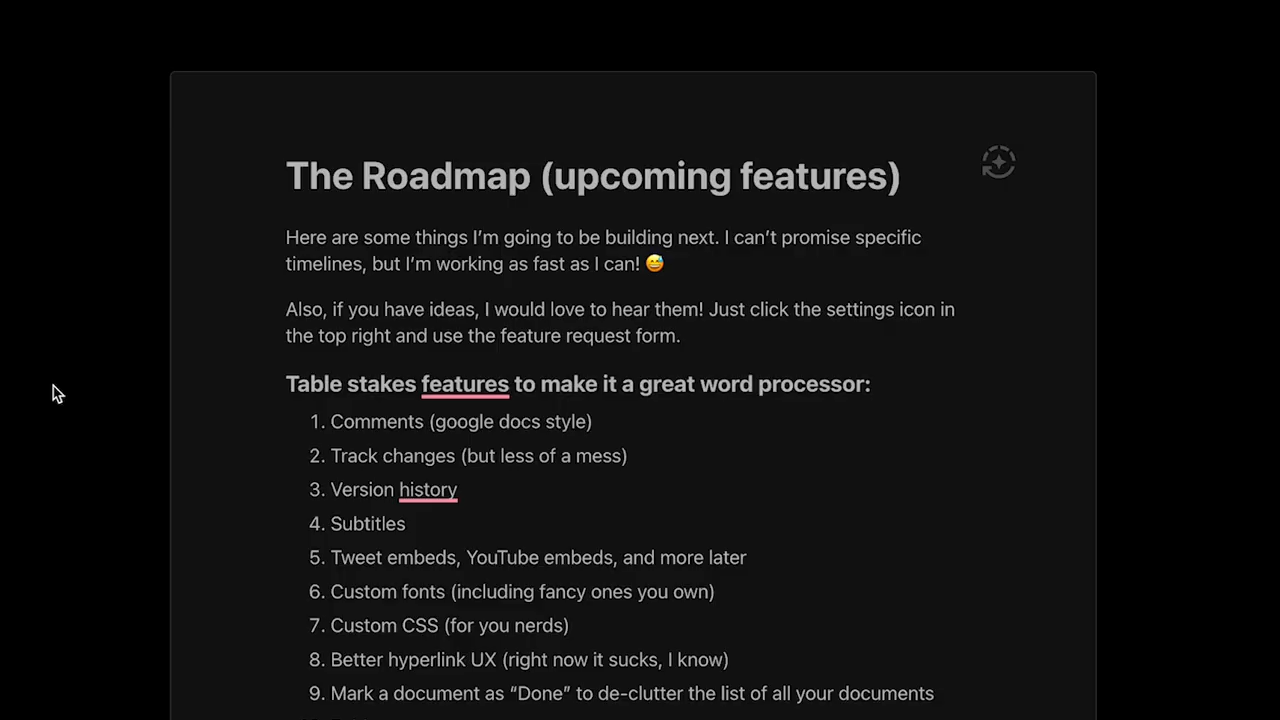 The Roadmap (upcoming features)
Here are some things I’m going to be building next. I can’t promise specific
timelines, but I’m working as fast as I can! 😅
Also, if you have ideas, I would love to hear them! Just click the settings icon in
the top right and use the feature request form.
Table stakes features to make it a great word processor:
1. Comments (google docs style)
2. Track changes (but less of a mess)
3. Version history
4. Subtitles
5. Tweet embeds, YouTube embeds, and more later
6. Custom fonts (including fancy ones you own)
7. Custom CSS (for you nerds)
8. Better hyperlink UX (right now it sucks, I know)
9. Mark a document as “Done” to de-clutter the list of all your documents